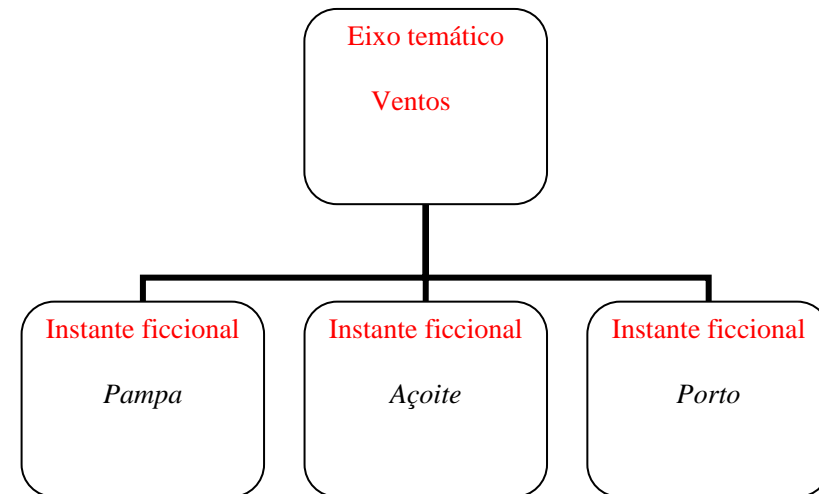 Eixo temático
Ventos
Instante ficcional
Pampa
Instante ficcional
Açoite
Instante ficcional
Porto